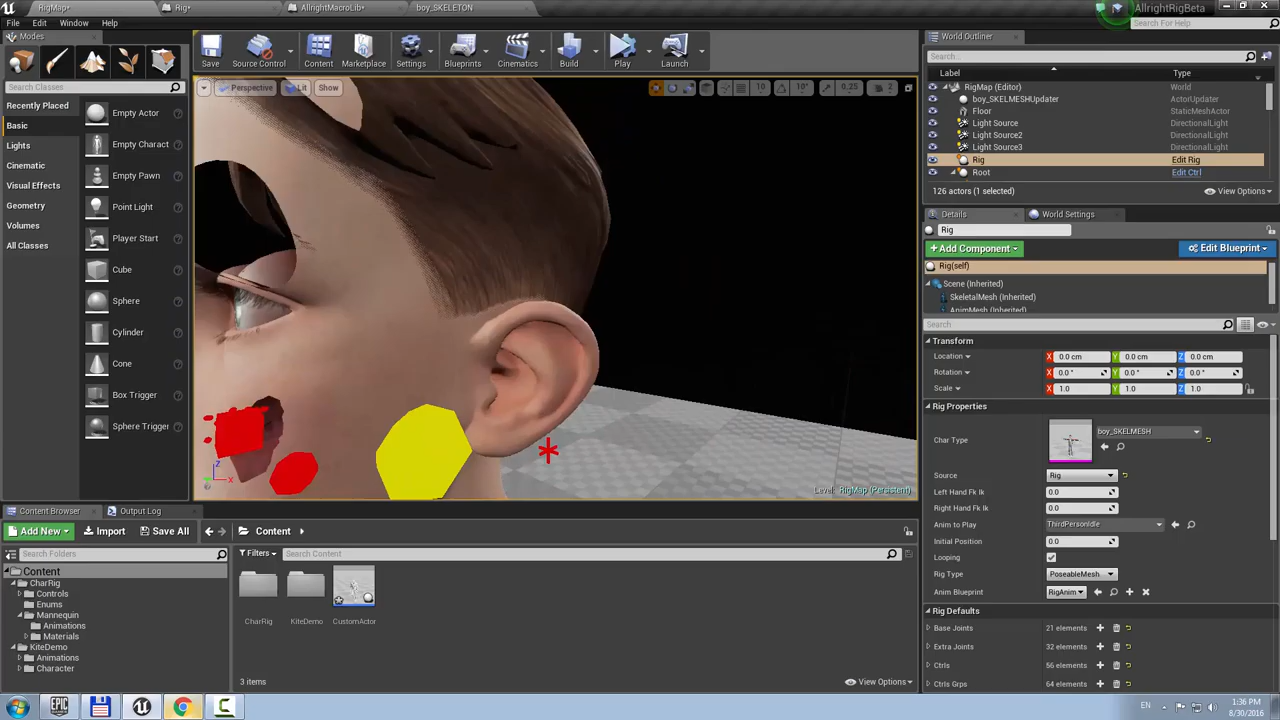 RigMap*
Rig*
AllrightMacroLib*
boy_SKELETON
AllrightRigBeta
File
Edit
Window
Help
Search For Help
Modes
Search Classes
Recently Placed
Basic
Lights
Cinematic
Visual Effects
Geometry
Volumes
All Classes
Empty Actor
Empty Charact
Empty Pawn
Point Light
Player Start
Cube
Sphere
Cylinder
Cone
Box Trigger
Sphere Trigger
Save
Source Control
Content
Marketplace
Settings
Blueprints
Cinematics
Build
Play
Launch
Perspective
Lit
Show
10
10°
0.25
2
Level: RigMap (Persistent)
World Outliner
Search...
Label
Type
RigMap (Editor)
World
boy_SKELMESHUpdater
ActorUpdater
Floor
StaticMeshActor
Light Source
DirectionalLight
Light Source2
DirectionalLight
Light Source3
DirectionalLight
Rig
Edit Rig
Root
Edit Ctrl
126 actors (1 selected)
View Options
Details
World Settings
Rig
+ Add Component
Edit Blueprint
Rig(self)
Scene (Inherited)
SkeletalMesh (Inherited)
AnimMesh (Inherited)
Search
Transform
Location
X 0.0 cm Y 0.0 cm Z 0.0 cm
Rotation
X 0.0 ° Y 0.0 ° Z 0.0 °
Scale
X 1.0 Y 1.0 Z 1.0
Rig Properties
Char Type
boy_SKELMESH
Source
Rig
Left Hand Fk Ik
0.0
Right Hand Fk Ik
0.0
Anim to Play
ThirdPersonIdle
Initial Position
0.0
Looping
Rig Type
PoseableMesh
Anim Blueprint
RigAnim
Rig Defaults
Base Joints
21 elements
Extra Joints
32 elements
Ctrls
56 elements
Ctrls Grps
64 elements
Content Browser
Output Log
Add New
Import
Save All
Content
Search Folders
Filters
Search Content
Content
CharRig
Controls
Enums
Mannequin
Animations
Materials
KiteDemo
Animations
Character
CharRig
KiteDemo
CustomActor
3 items
View Options
EPIC
EN
1:36 PM
8/30/2016